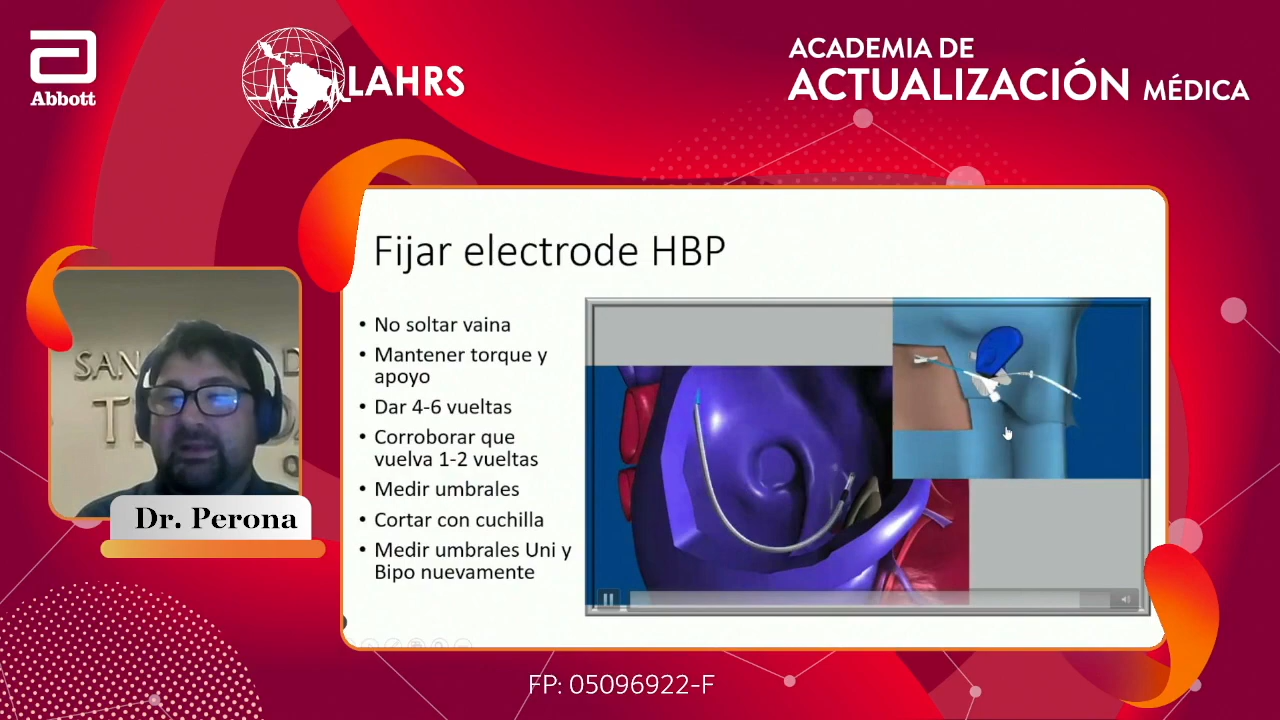 Abbott
LAHRS
ACADEMIA DE
ACTUALIZACIÓN MÉDICA
Fijar electrode HBP
• No soltar vaina
• Mantener torque y
apoyo
• Dar 4-6 vueltas
• Corroborar que
vuelva 1-2 vueltas
• Medir umbrales
• Cortar con cuchilla
• Medir umbrales Uni y
Bipo nuevamente
SAN
Dr. Perona
FP: 05096922-F